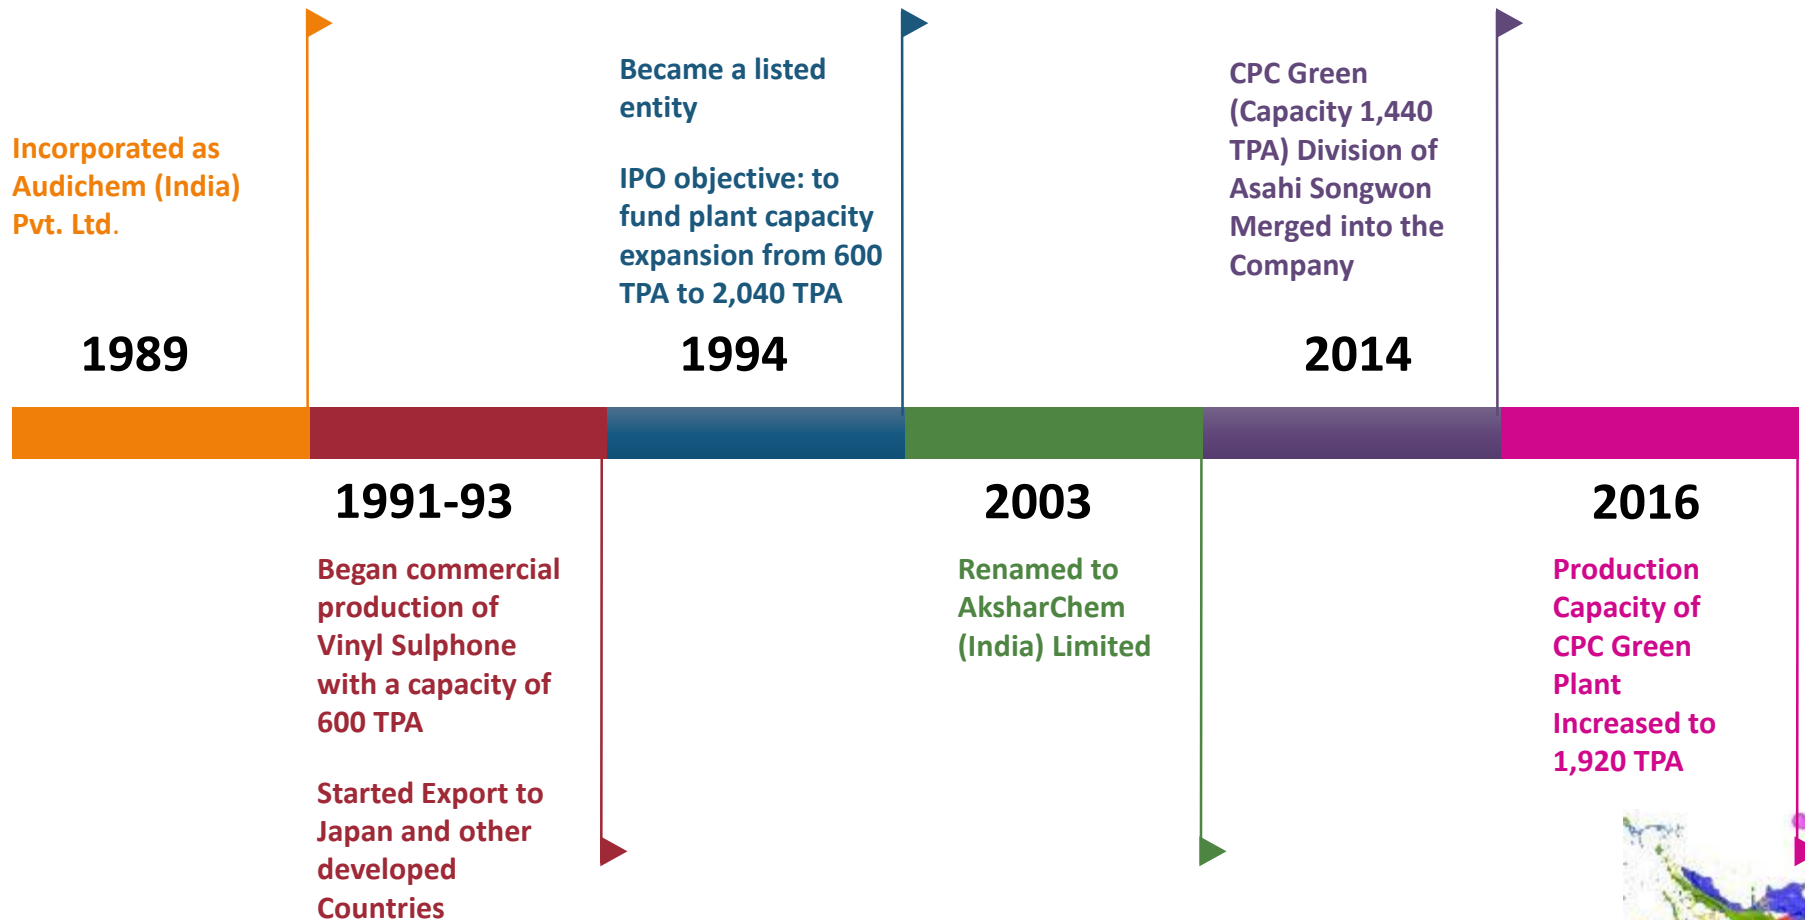 Incorporated as
Audichem (India)
Pvt. Ltd.
1989
1991-93
Began commercial
production of
Vinyl Sulphone
with a capacity of
600 TPA
Started Export to
Japan and other
developed
Countries
Became a listed
entity
IPO objective: to
fund plant capacity
expansion from 600
TPA to 2,040 TPA
1994
2003
Renamed to
AksharChem
(India) Limited
CPC Green
(Capacity 1,440
TPA) Division of
Asahi Songwon
Merged into the
Company
2014
2016
Production
Capacity of
CPC Green
Plant
Increased to
1,920 TPA